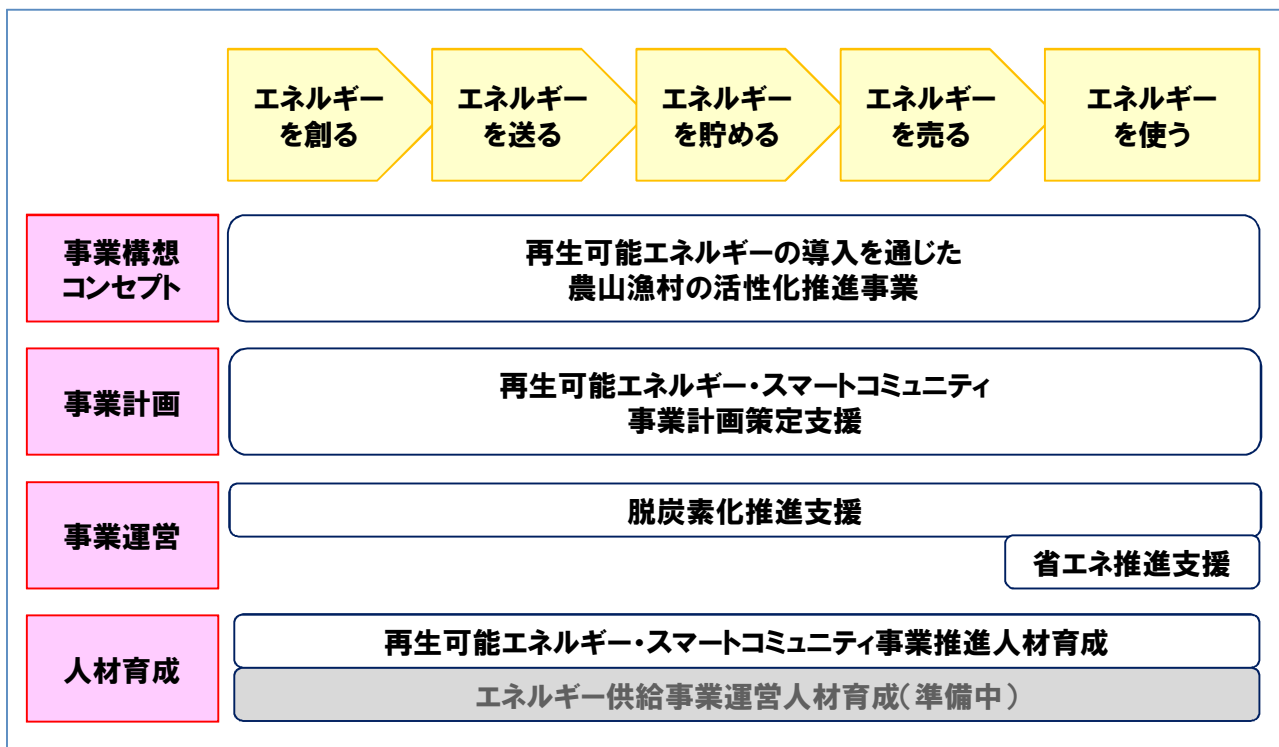 エネルギー
を創る
エネルギー
を送る
エネルギー
を貯める
エネルギー
を売る
エネルギー
を使う
事業構想
コンセプト
再生可能エネルギーの導入を通じた
農山漁村の活性化推進事業
事業計画
再生可能エネルギー・スマートコミュニティ
事業計画策定支援
事業運営
脱炭素化推進支援
省エネ推進支援
人材育成
再生可能エネルギー・スマートコミュニティ事業推進人材育成
エネルギー供給事業運営人材育成（準備中）